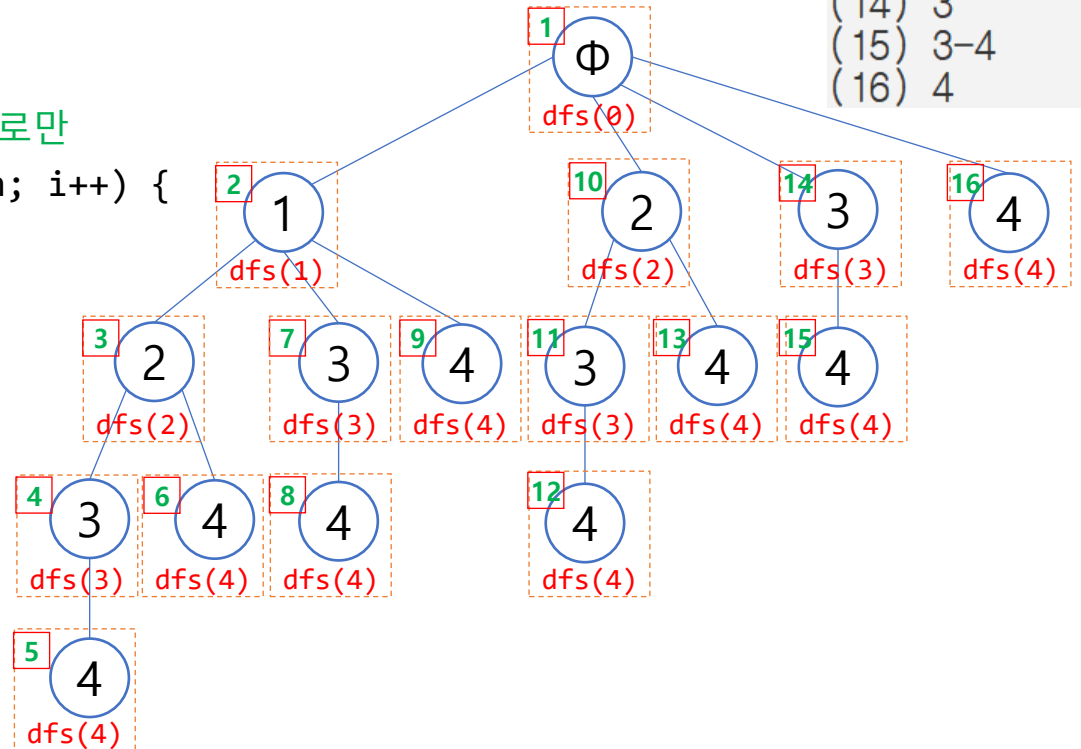 (14) 3
(15) 3-4
(16) 4
로만
; i++) {
1
Φ
dfs(0)
2
1
dfs(1)
10
2
dfs(2)
14
3
dfs(3)
16
4
dfs(4)
3
2
dfs(2)
7
3
dfs(3)
9
4
dfs(4)
11
3
dfs(3)
13
4
dfs(4)
15
4
dfs(4)
4
3
dfs(3)
6
4
dfs(4)
8
4
dfs(4)
12
4
dfs(4)
5
4
dfs(4)